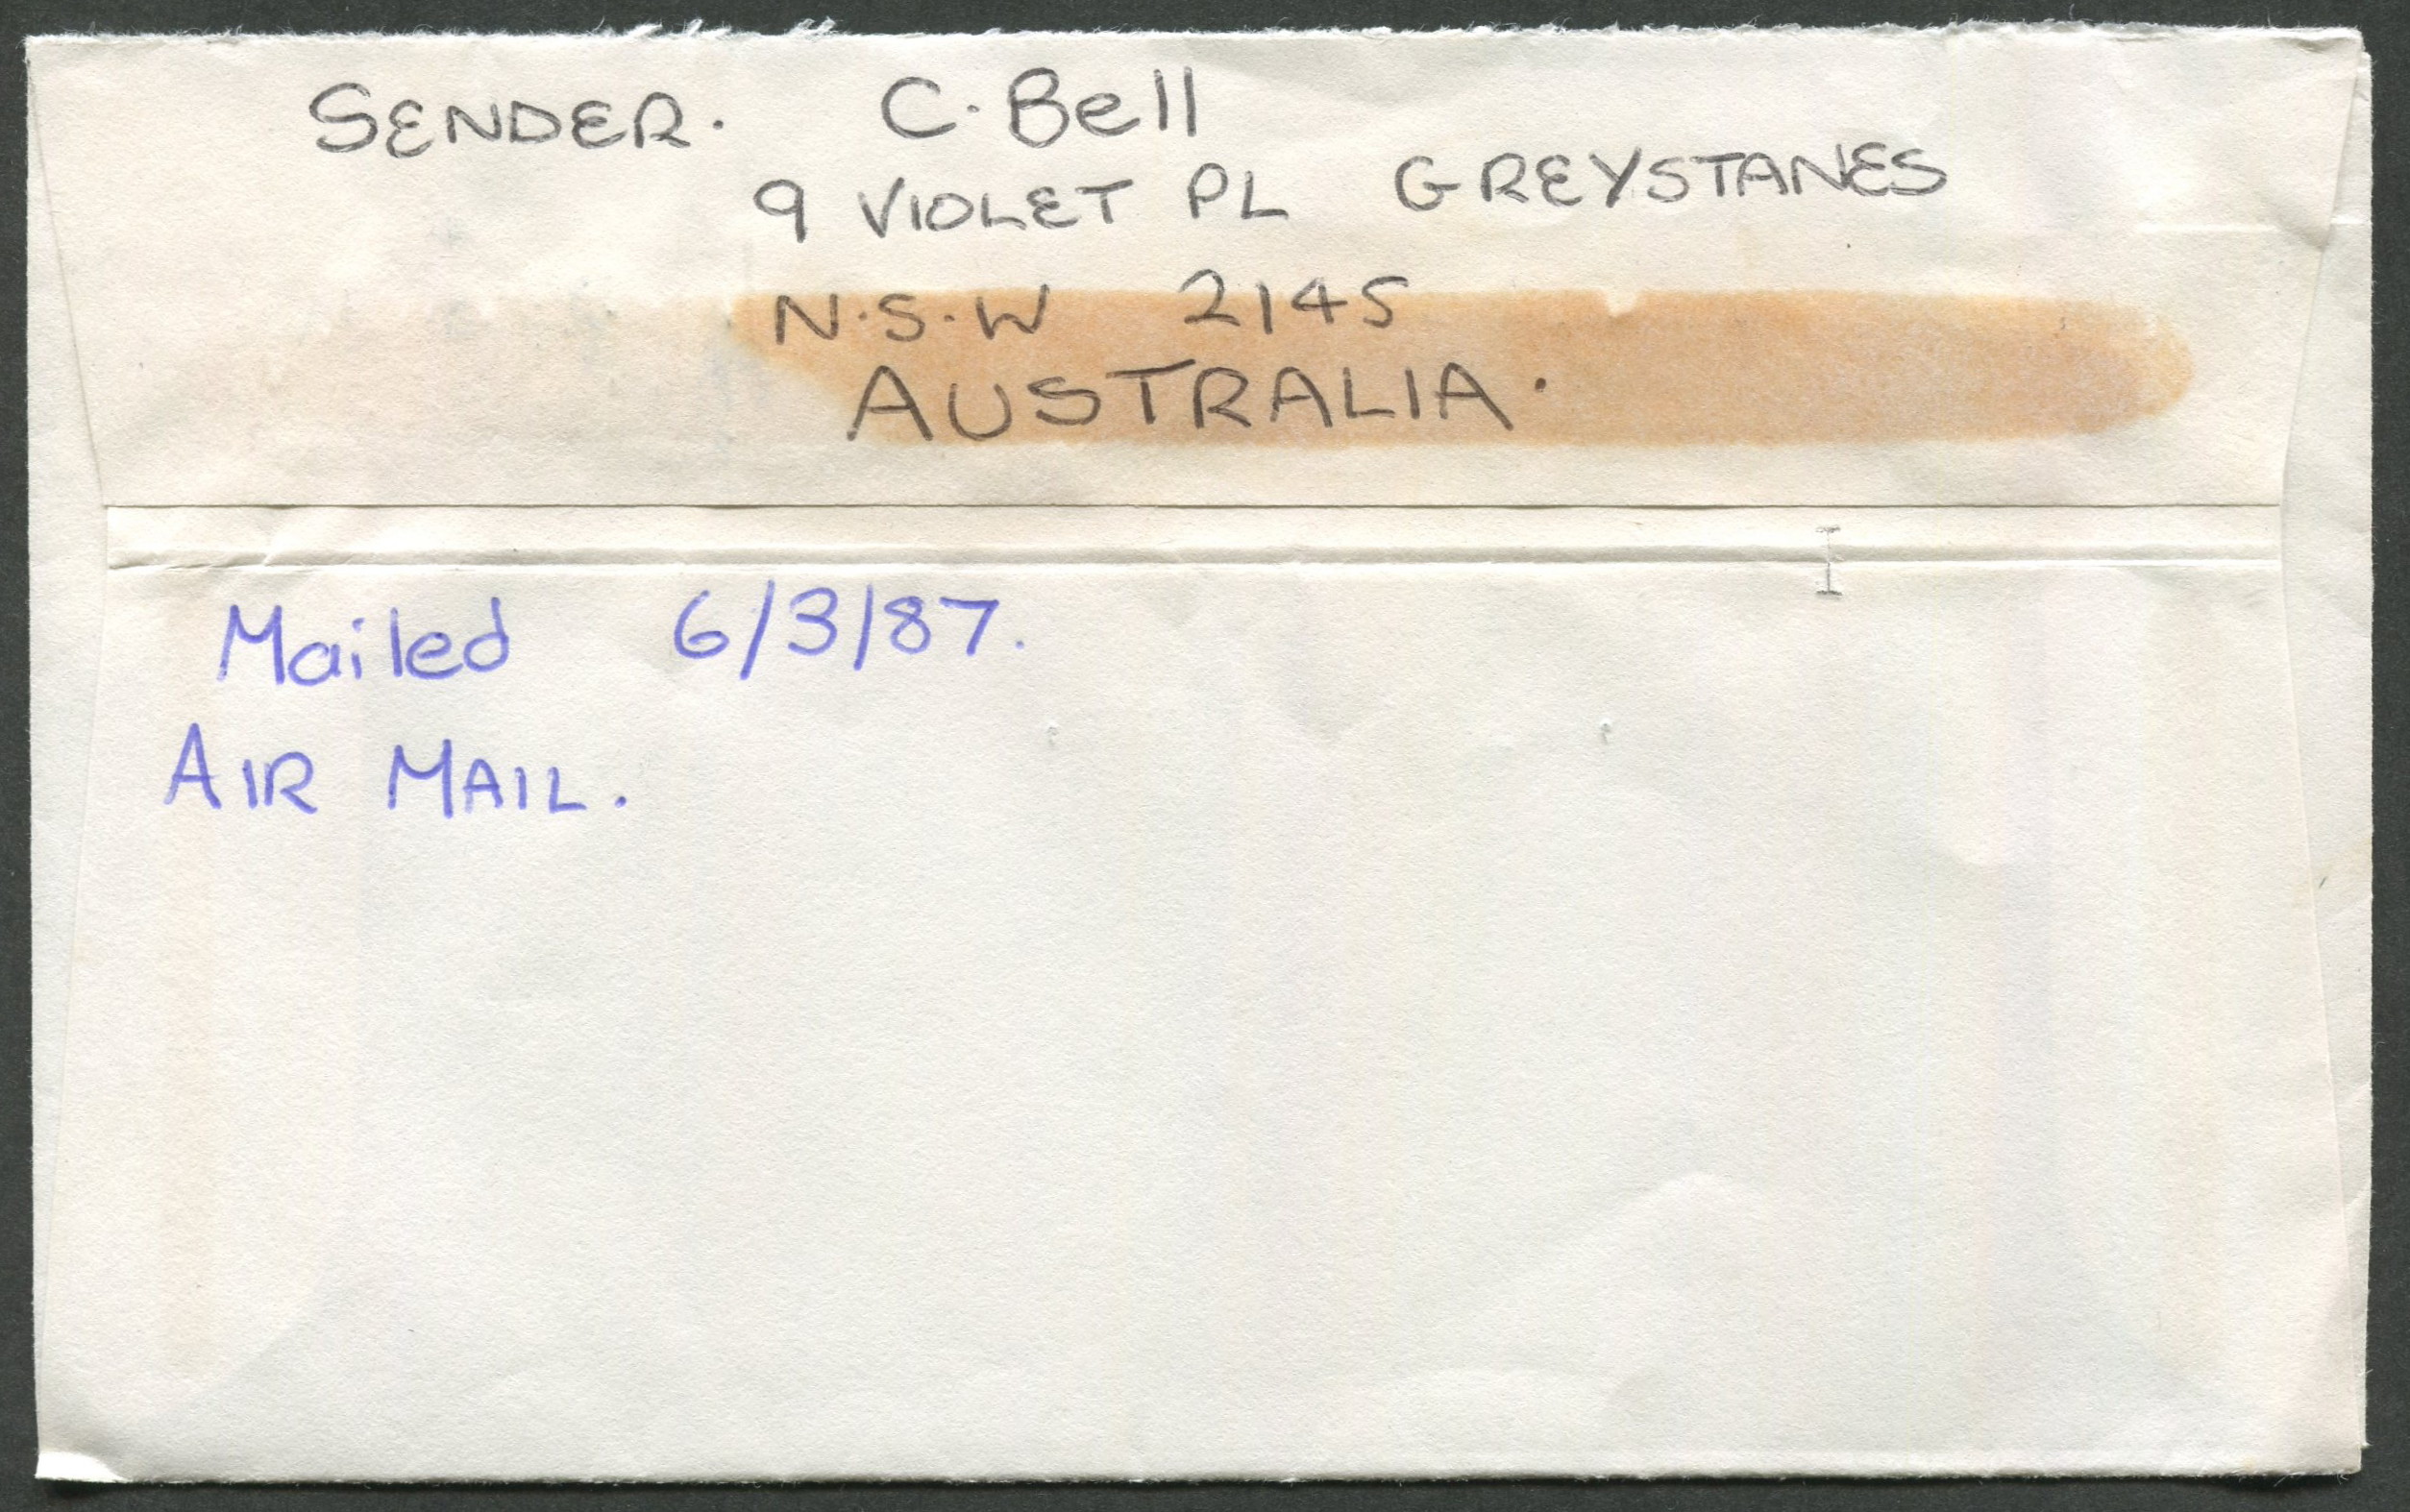 SENDER. C. Bell
9 VIOLET PL GREYSTANES
N.S.W 2145
AUSTRALIA.
Mailed 6/3/87.
AIR MAIL.